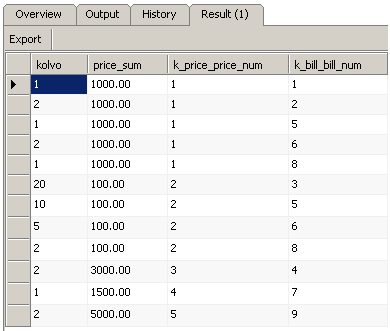 Overview Output History Result (1)
Export
kolvo price_sum k_price_price_num k_bill_bill_num
1 1000.00 1 1
2 1000.00 1 2
1 1000.00 1 5
2 1000.00 1 6
1 1000.00 1 8
20 100.00 2 3
10 100.00 2 5
5 100.00 2 6
2 100.00 2 8
2 3000.00 3 4
1 1500.00 4 7
2 5000.00 5 9